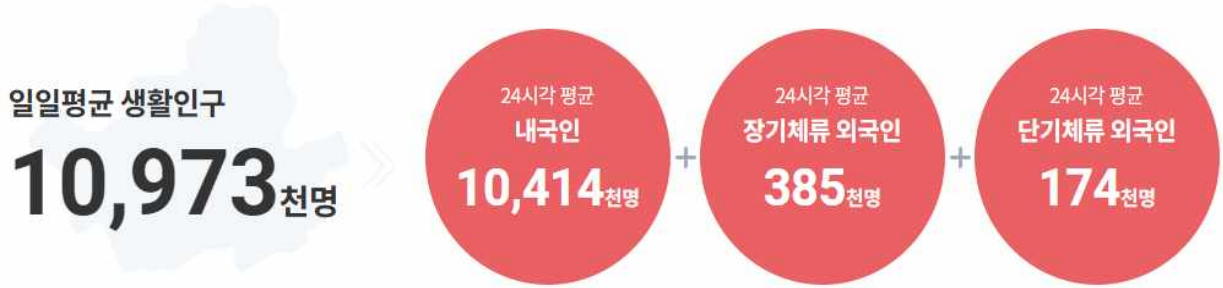 일일평균 생활인구
10,973천명
24시각 평균
내국인
10,414천명
+
24시각 평균
장기체류 외국인
385천명
+
24시각 평균
단기체류 외국인
174천명